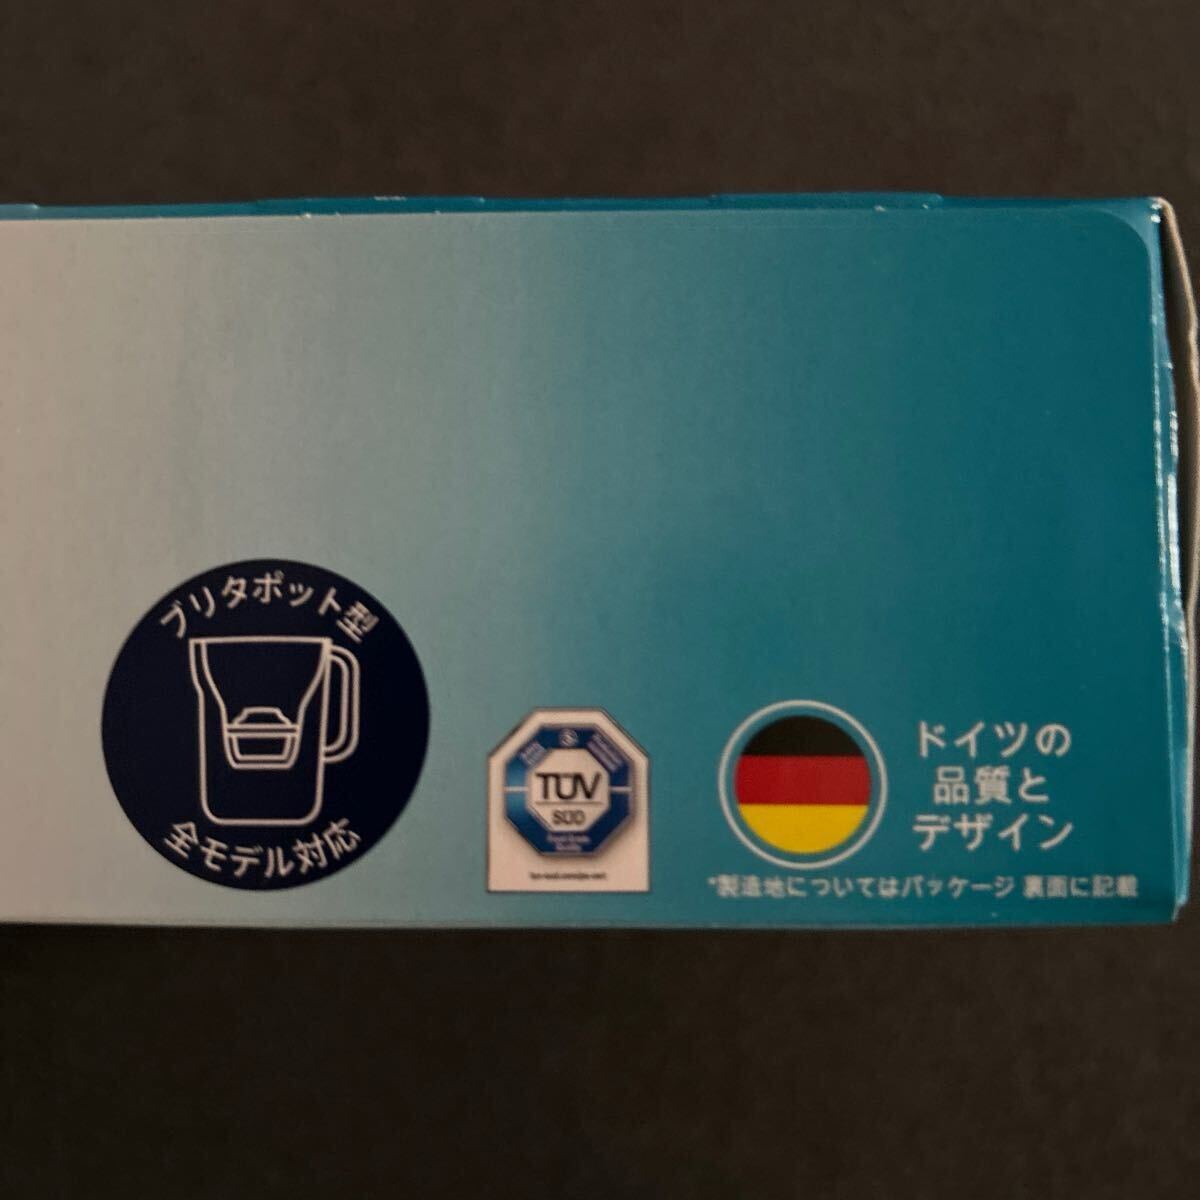 ブリタポット型
全モデル対応
TÜV
SÜD
ドイツの
品質と
デザイン
*製造地についてはパッケージ 裏面に記載